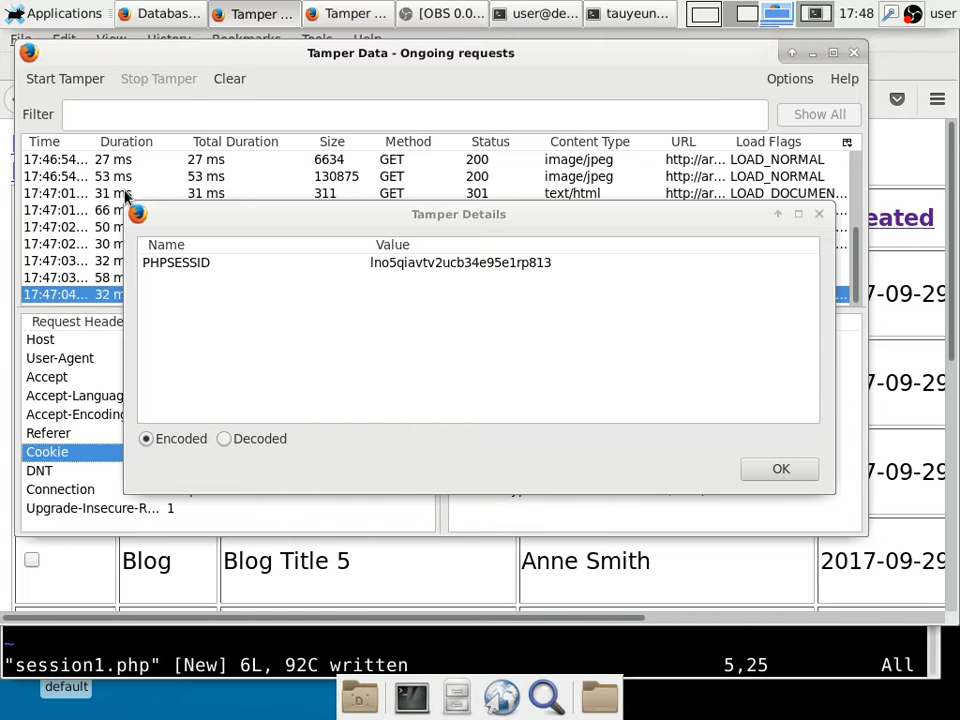 Applications
Databas...
Tamper ...
Tamper ...
[OBS 0.0...
user@de...
tauyeun...
17:48
user
Tamper Data - Ongoing requests
Start Tamper
Stop Tamper
Clear
Options
Help
Filter
Show All
Time Duration Total Duration Size Method Status Content Type URL Load Flags
17:46:54... 27 ms 27 ms 6634 GET 200 image/jpeg http://ar... LOAD_NORMAL
17:46:54... 53 ms 53 ms 130875 GET 200 image/jpeg http://ar... LOAD_NORMAL
17:47:01... 31 ms 31 ms 311 GET 301 text/html http://ar... LOAD_DOCUMEN...
17:47:01... 66 m
17:47:02... 50 m
17:47:02... 30 m
17:47:03... 32 m
17:47:03... 58 m
17:47:04... 32 m
Tamper Details
Name Value
PHPSESSID lno5qiavtv2ucb34e95e1rp813
Encoded
Decoded
OK
Request Heade
Host
User-Agent
Accept
Accept-Languag
Accept-Encoding
Referer
Cookie
DNT
Connection
Upgrade-Insecure-R... 1
eated
7-09-29
7-09-29
7-09-29
Blog Blog Title 5 Anne Smith 2017-09-29
~
"session1.php" [New] 6L, 92C written 5,25 All
default